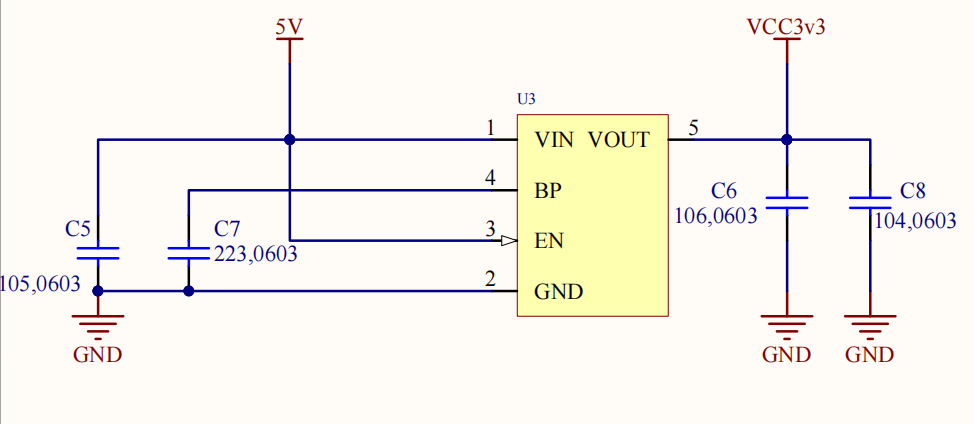 5V
VCC3v3
U3
1
VIN
VOUT
5
4
BP
C6
106,0603
C8
104,0603
C5
C7
223,0603
3
EN
105,0603
2
GND
GND
GND
GND